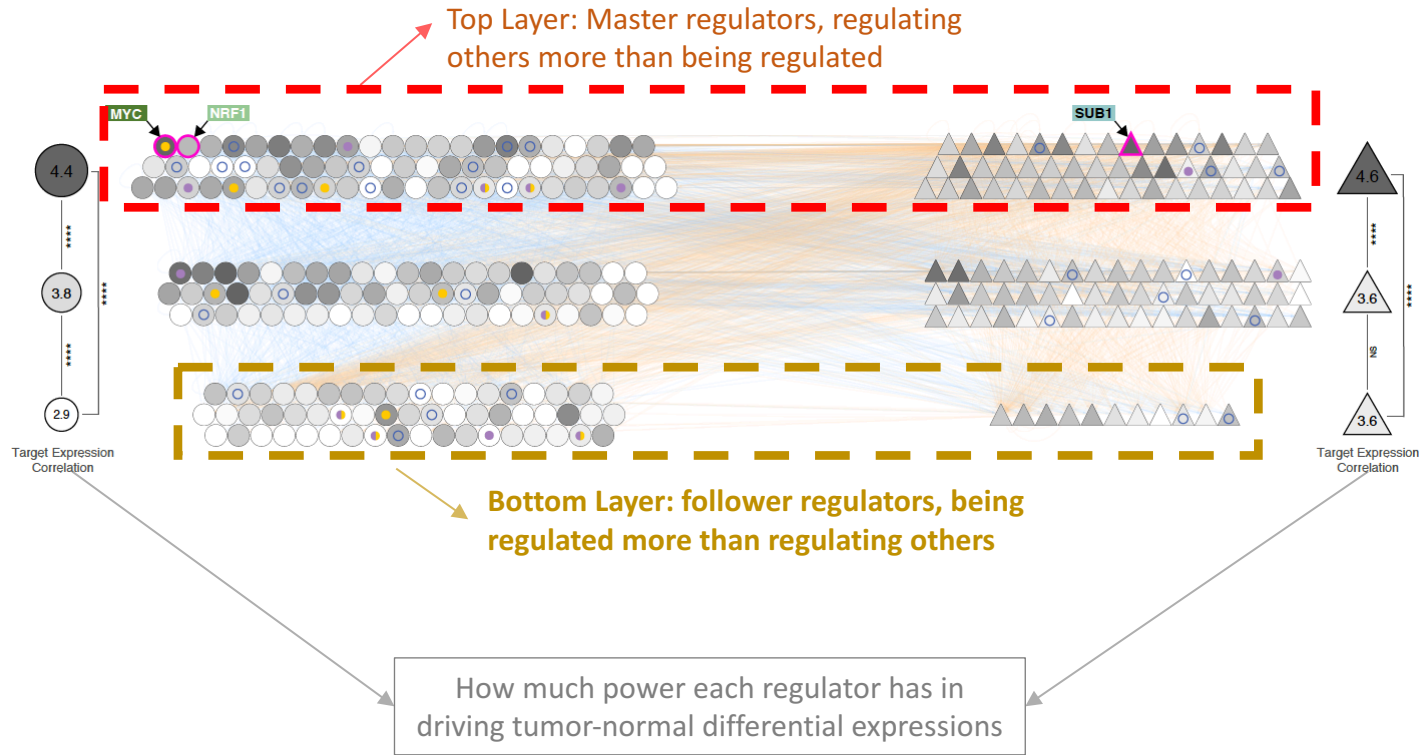 Top Layer: Master regulators, regulating
others more than being regulated
MYC
NRF1
SUB1
4.4
4.6
****
****
****
****
3.8
3.6
****
NS
2.9
3.6
Target Expression
Correlation
Target Expression
Correlation
Bottom Layer: follower regulators, being
regulated more than regulating others
How much power each regulator has in
driving tumor-normal differential expressions